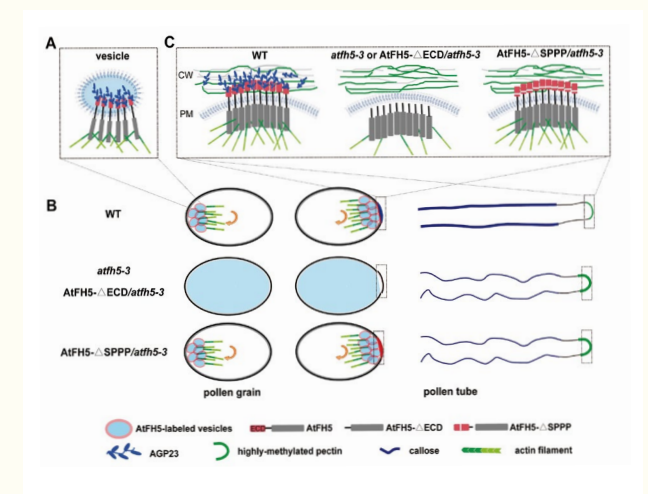 A
vesicle
C
WT
atfh5-3 or AtFH5-△ECD/atfh5-3
AtFH5-△SPPP/atfh5-3
CW
PM
B
WT
atfh5-3
AtFH5-△ECD/atfh5-3
AtFH5-△SPPP/atfh5-3
pollen grain
pollen tube
AtFH5-labeled vesicles
ECD
AtFH5
AtFH5-△ECD
AtFH5-△SPPP
AGP23
highly-methylated pectin
callose
actin filament